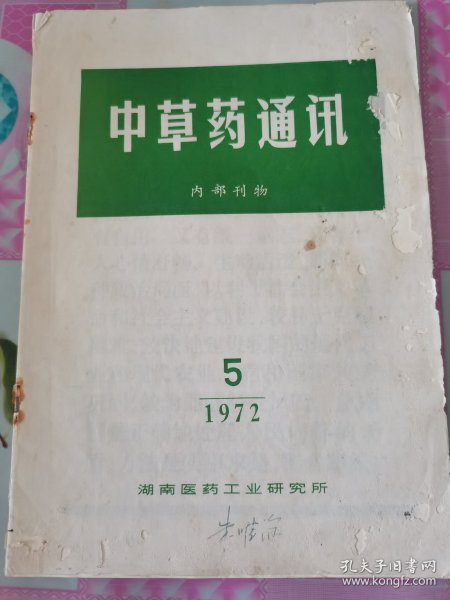 中草药通讯
内部刊物
5
1972
湖南医药工业研究所
孔夫子旧书网
www.kongfz.com